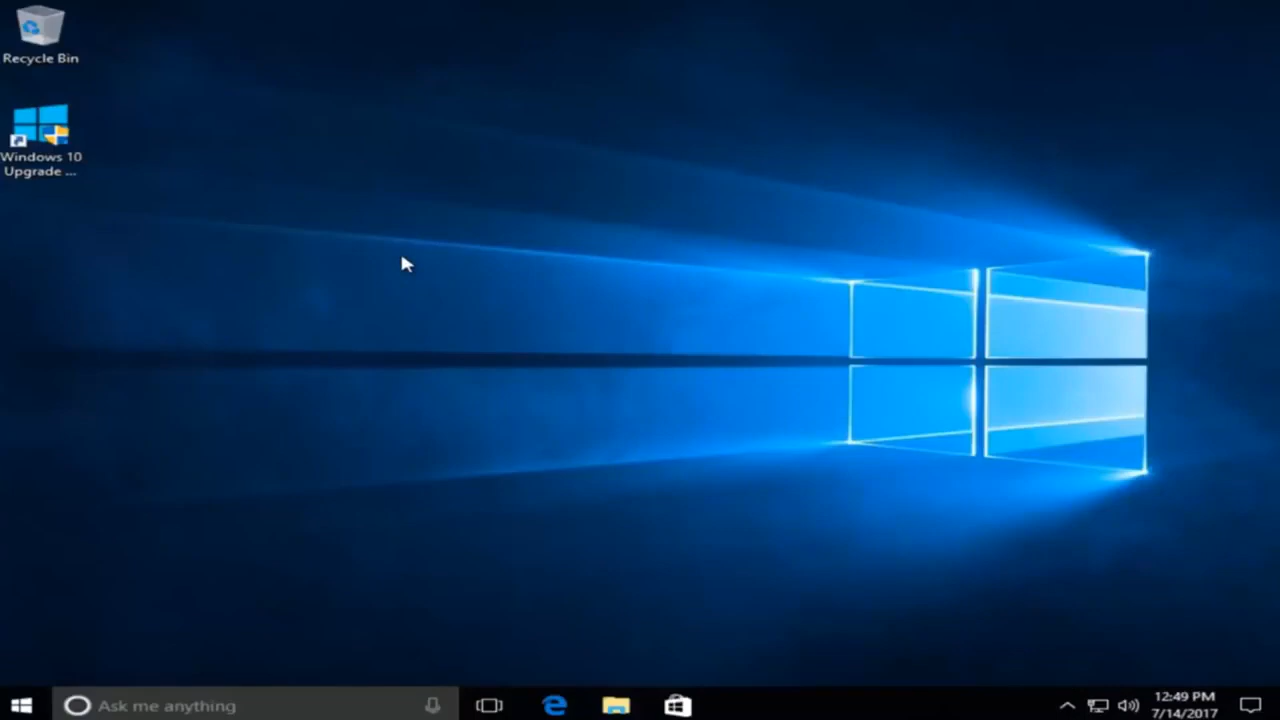 Recycle Bin
Windows 10
Upgrade ...
Ask me anything
12:49 PM
7/14/2017